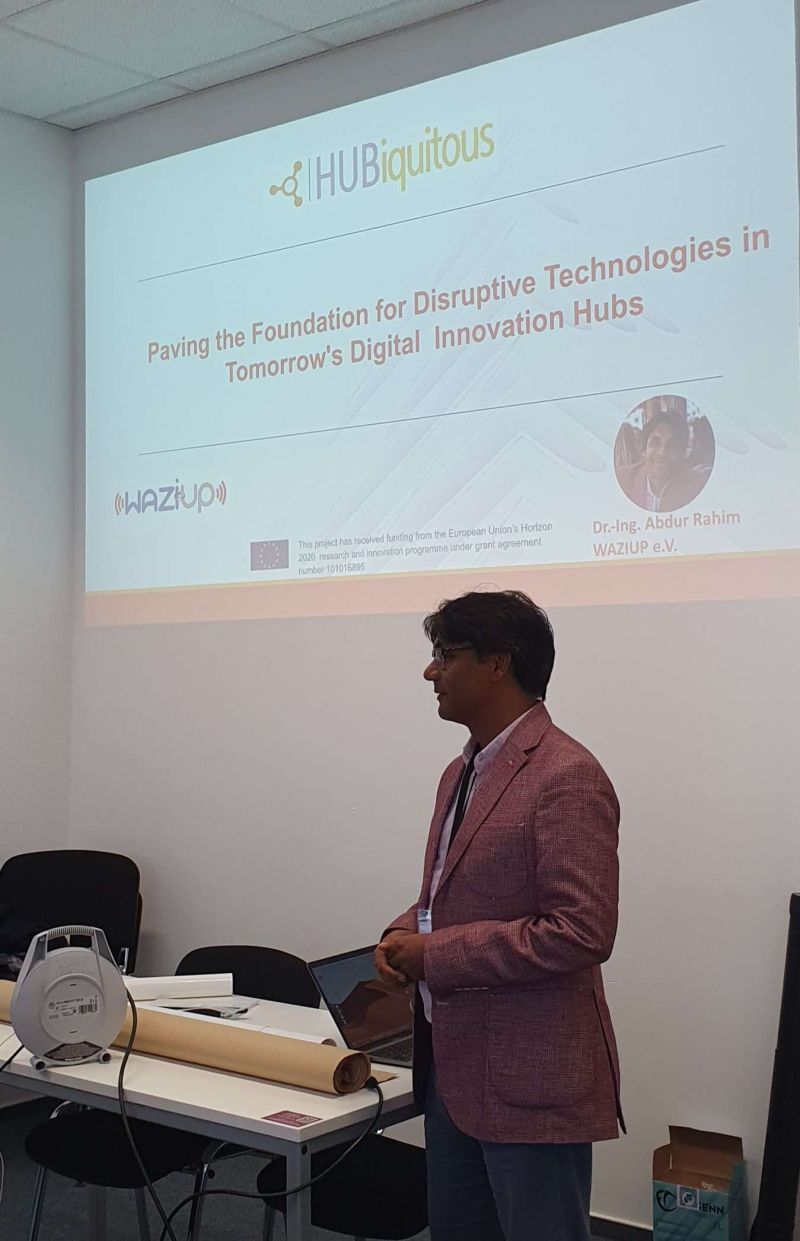 HUBiquitous
Paving the Foundation for Disruptive Technologies in
Tomorrow's Digital Innovation Hubs
WAZIUP
This project has received funding from the European Union's Horizon
2020 research and innovation programme under grant agreement
number 101016895
Dr.-Ing. Abdur Rahim
WAZIUP e.V.